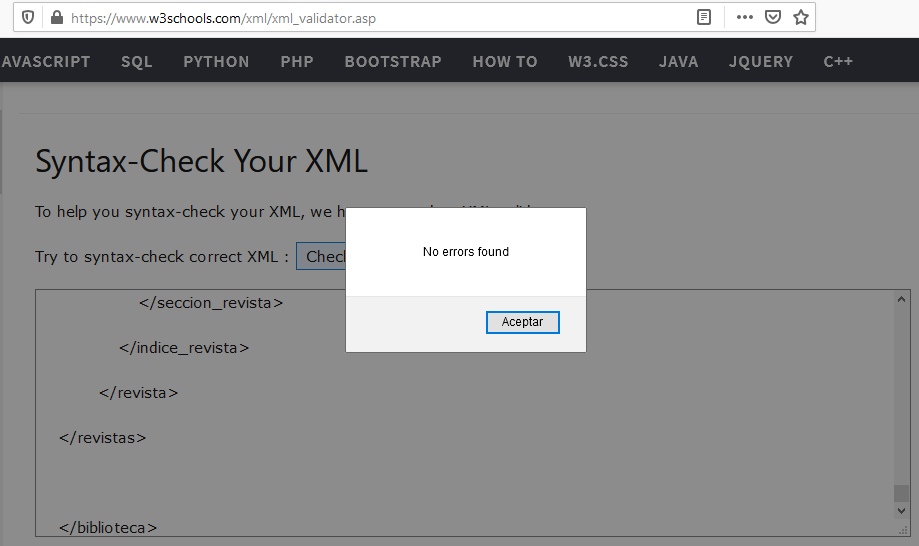 https://www.w3schools.com/xml/xml_validator.asp
AVASCRIPT SQL PYTHON PHP BOOTSTRAP HOW TO W3.CSS JAVA JQUERY C++
Syntax-Check Your XML
To help you syntax-check your XML, we
No errors found
Try to syntax-check correct XML : Check
Aceptar
</seccion_revista>
</indice_revista>
</revista>
</revistas>
</biblioteca>